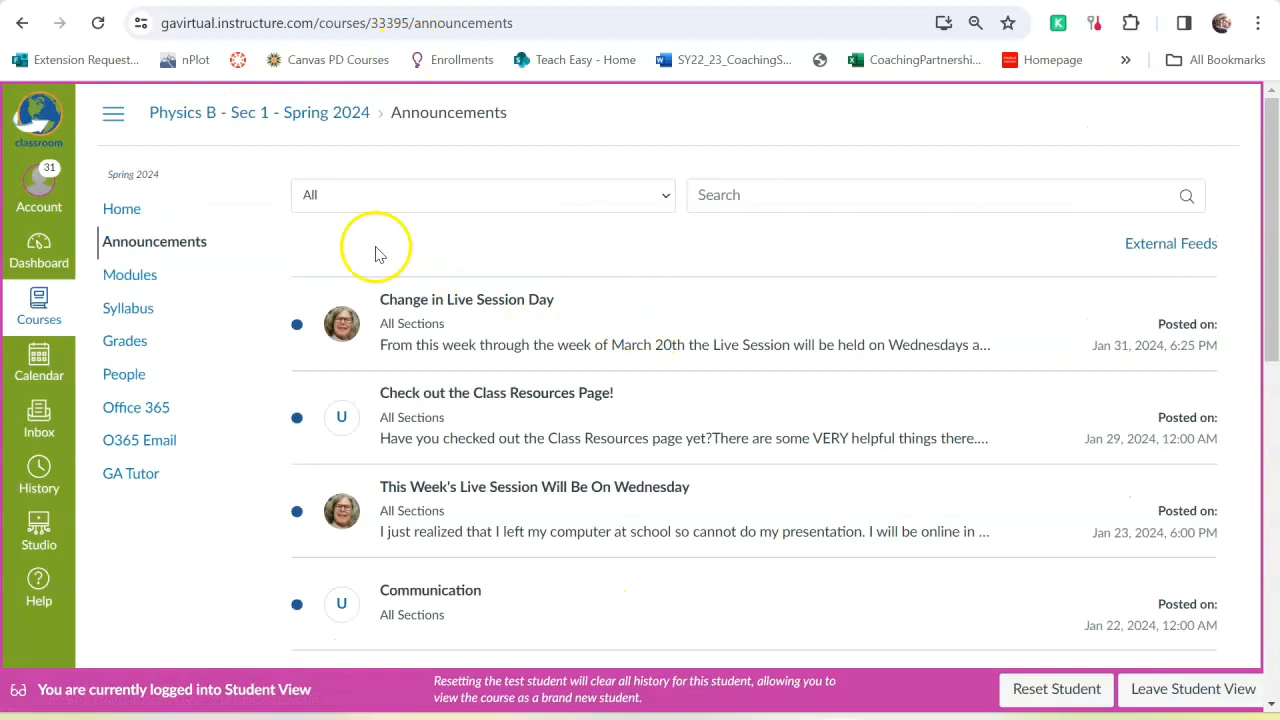 gavirtual.instructure.com/courses/33395/announcements
K
Extension Request...
nPlot
Canvas PD Courses
Enrollments
Teach Easy - Home
SY22_23_CoachingS...
CoachingPartnershi...
Homepage
»
All Bookmarks
classroom
31
Account
Dashboard
Courses
Calendar
Inbox
History
Studio
Help
Physics B - Sec 1 - Spring 2024 › Announcements
Spring 2024
Home
Announcements
Modules
Syllabus
Grades
People
Office 365
O365 Email
GA Tutor
All
Search
External Feeds
Change in Live Session Day
All Sections
From this week through the week of March 20th the Live Session will be held on Wednesdays a...
Posted on:
Jan 31, 2024, 6:25 PM
U
Check out the Class Resources Page!
All Sections
Have you checked out the Class Resources page yet?There are some VERY helpful things there....
Posted on:
Jan 29, 2024, 12:00 AM
This Week's Live Session Will Be On Wednesday
All Sections
I just realized that I left my computer at school so cannot do my presentation. I will be online in ...
Posted on:
Jan 23, 2024, 6:00 PM
U
Communication
All Sections
Posted on:
Jan 22, 2024, 12:00 AM
You are currently logged into Student View
Resetting the test student will clear all history for this student, allowing you to
view the course as a brand new student.
Reset Student
Leave Student View